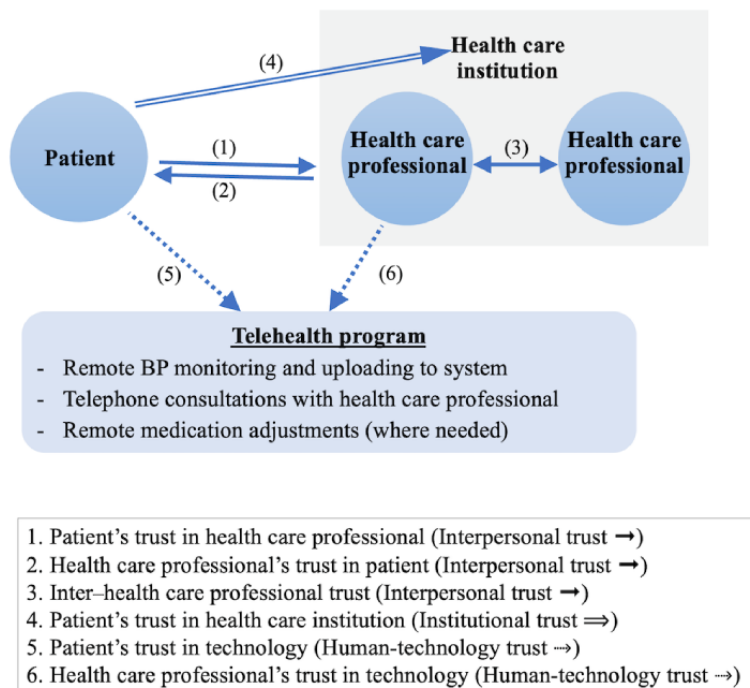 Health care
institution
(4)
Patient
(1)
(2)
Health care
professional
(3)
Health care
professional
(5)
(6)
Telehealth program
- Remote BP monitoring and uploading to system
- Telephone consultations with health care professional
- Remote medication adjustments (where needed)
1. Patient’s trust in health care professional (Interpersonal trust →)
2. Health care professional’s trust in patient (Interpersonal trust →)
3. Inter–health care professional trust (Interpersonal trust →)
4. Patient’s trust in health care institution (Institutional trust ⇒)
5. Patient’s trust in technology (Human-technology trust ⤏)
6. Health care professional’s trust in technology (Human-technology trust ⤏)